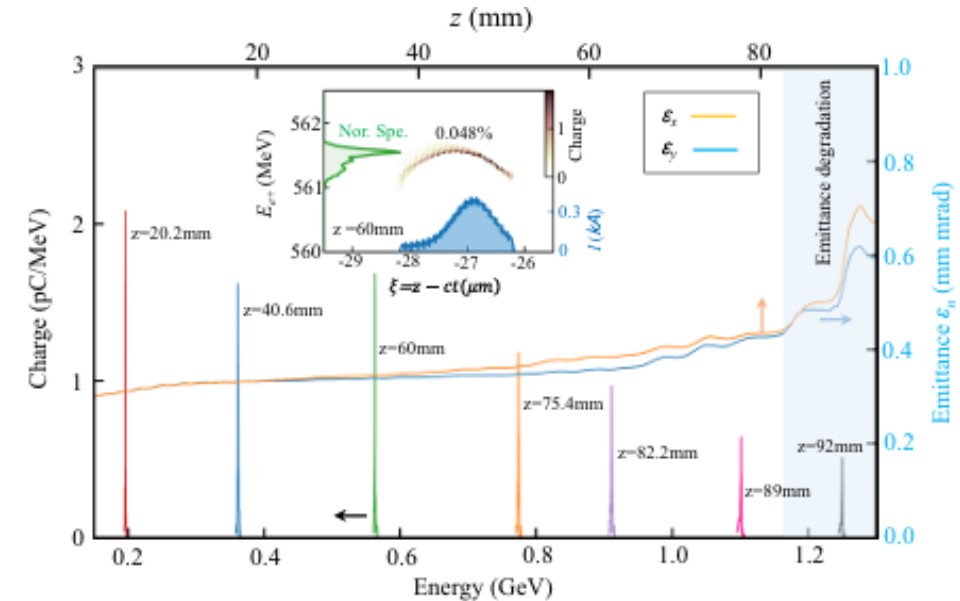 z (mm)
20 40 60 80
3
2
1
0
Charge (pC/MeV)
1.0
0.8
0.6
0.4
0.2
0.0
Emittance εn (mm mrad)
0.2 0.4 0.6 0.8 1.0 1.2
Energy (GeV)
z=20.2mm
z=40.6mm
z=60mm
z=75.4mm
z=82.2mm
z=89mm
z=92mm
Emittance degradation
εx
εy
562
561
560
Ee+ (MeV)
Nor. Spe.
0.048%
z =60mm
1
0
Charge
0.3
0
I (kA)
-29 -28 -27 -26
ξ=z − ct(μm)